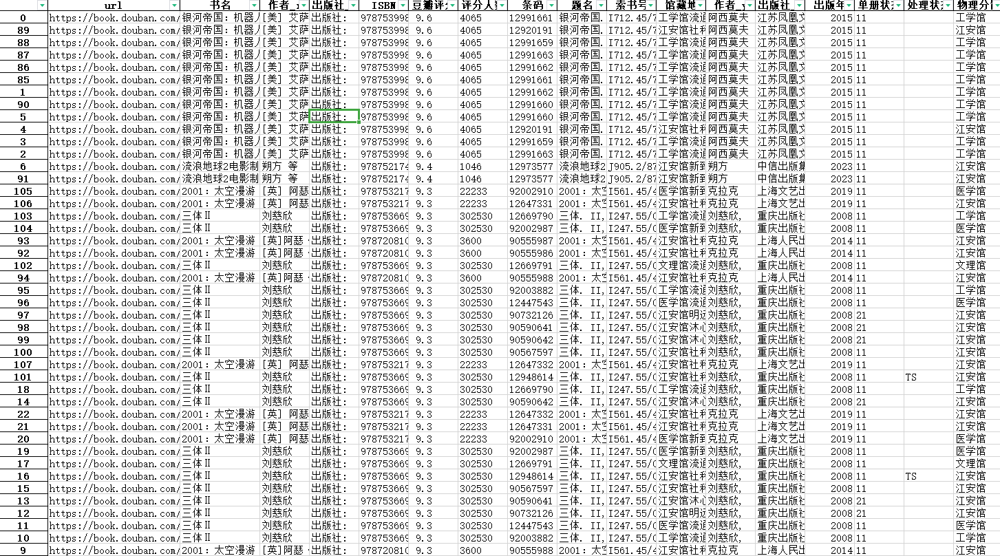 url 书名 作者_ 出版社_ ISBN 豆瓣评分 评分人数 条码 题名 索书号 馆藏地 作者_y 出版社_ 出版年 单册状态 处理状态 物理分
0 https://book.douban.com/ 银河帝国：机器人 [美] 艾萨 出版社: 978753998 9.6 4065 12991661 银河帝国. I712.45/7 工学馆流通 阿西莫夫 江苏凤凰文 2015 11 工学馆
89 https://book.douban.com/ 银河帝国：机器人 [美] 艾萨 出版社: 978753998 9.6 4065 12920191 银河帝国. I712.45/7 江安馆社科 阿西莫夫 江苏凤凰文 2015 11 江安馆
88 https://book.douban.com/ 银河帝国：机器人 [美] 艾萨 出版社: 978753998 9.6 4065 12991659 银河帝国. I712.45/7 工学馆流通 阿西莫夫 江苏凤凰文 2015 11 工学馆
87 https://book.douban.com/ 银河帝国：机器人 [美] 艾萨 出版社: 978753998 9.6 4065 12991663 银河帝国. I712.45/7 工学馆流通 阿西莫夫 江苏凤凰文 2015 11 工学馆
86 https://book.douban.com/ 银河帝国：机器人 [美] 艾萨 出版社: 978753998 9.6 4065 12991662 银河帝国. I712.45/7 工学馆流通 阿西莫夫 江苏凤凰文 2015 11 工学馆
85 https://book.douban.com/ 银河帝国：机器人 [美] 艾萨 出版社: 978753998 9.6 4065 12991661 银河帝国. I712.45/7 工学馆流通 阿西莫夫 江苏凤凰文 2015 11 工学馆
1 https://book.douban.com/ 银河帝国：机器人 [美] 艾萨 出版社: 978753998 9.6 4065 12991662 银河帝国. I712.45/7 工学馆流通 阿西莫夫 江苏凤凰文 2015 11 工学馆
90 https://book.douban.com/ 银河帝国：机器人 [美] 艾萨 出版社: 978753998 9.6 4065 12991660 银河帝国. I712.45/7 工学馆流通 阿西莫夫 江苏凤凰文 2015 11 工学馆
5 https://book.douban.com/ 银河帝国：机器人 [美] 艾萨 出版社: 978753998 9.6 4065 12991660 银河帝国. I712.45/7 工学馆流通 阿西莫夫 江苏凤凰文 2015 11 工学馆
4 https://book.douban.com/ 银河帝国：机器人 [美] 艾萨 出版社: 978753998 9.6 4065 12920191 银河帝国. I712.45/7 江安馆社科 阿西莫夫 江苏凤凰文 2015 11 江安馆
3 https://book.douban.com/ 银河帝国：机器人 [美] 艾萨 出版社: 978753998 9.6 4065 12991659 银河帝国. I712.45/7 工学馆流通 阿西莫夫 江苏凤凰文 2015 11 工学馆
2 https://book.douban.com/ 银河帝国：机器人 [美] 艾萨 出版社: 978753998 9.6 4065 12991663 银河帝国. I712.45/7 工学馆流通 阿西莫夫 江苏凤凰文 2015 11 工学馆
6 https://book.douban.com/ 流浪地球2电影制 朔方 等 出版社: 978752174 9.4 1046 12973577 流浪地球2 J905.2/87 江安馆新到 朔方 中信出版集 2023 11 江安馆
91 https://book.douban.com/ 流浪地球2电影制 朔方 等 出版社: 978752174 9.4 1046 12973577 流浪地球2 J905.2/87 江安馆新到 朔方 中信出版集 2023 11 江安馆
105 https://book.douban.com/ 2001：太空漫游 [英] 阿瑟 出版社: 978753217 9.3 22233 92002910 2001：太空 I561.45/4 医学馆新到 克拉克 上海文艺出 2019 11 医学馆
106 https://book.douban.com/ 2001：太空漫游 [英] 阿瑟 出版社: 978753217 9.3 22233 12647331 2001：太空 I561.45/4 江安馆社科 克拉克 上海文艺出 2019 11 江安馆
103 https://book.douban.com/ 三体Ⅱ 刘慈欣 出版社: 978753669 9.3 302530 12669790 三体. II, I247.55/0 工学馆流通 刘慈欣, 重庆出版社 2008 11 工学馆
104 https://book.douban.com/ 三体Ⅱ 刘慈欣 出版社: 978753669 9.3 302530 92002987 三体. II, I247.55/0 医学馆新到 刘慈欣, 重庆出版社 2008 11 医学馆
93 https://book.douban.com/ 2001：太空漫游 [英]阿瑟 · 出版社: 978720810 9.3 3600 90555987 2001：太空 I561.45/4 江安馆社科 克拉克 上海人民出 2014 11 江安馆
92 https://book.douban.com/ 2001：太空漫游 [英]阿瑟 · 出版社: 978720810 9.3 3600 90555986 2001：太空 I561.45/4 江安馆社科 克拉克 上海人民出 2014 11 江安馆
102 https://book.douban.com/ 三体Ⅱ 刘慈欣 出版社: 978753669 9.3 302530 12669791 三体. II, I247.55/0 文理馆流通 刘慈欣, 重庆出版社 2008 11 文理馆
94 https://book.douban.com/ 2001：太空漫游 [英]阿瑟 · 出版社: 978720810 9.3 3600 90555988 2001：太空 I561.45/4 江安馆社科 克拉克 上海人民出 2014 11 江安馆
95 https://book.douban.com/ 三体Ⅱ 刘慈欣 出版社: 978753669 9.3 302530 92003882 三体. II, I247.55/0 工学馆流通 刘慈欣, 重庆出版社 2008 11 工学馆
96 https://book.douban.com/ 三体Ⅱ 刘慈欣 出版社: 978753669 9.3 302530 12447543 三体. II, I247.55/0 医学馆流通 刘慈欣, 重庆出版社 2008 11 医学馆
97 https://book.douban.com/ 三体Ⅱ 刘慈欣 出版社: 978753669 9.3 302530 90732126 三体. II, I247.55/0 江安馆明远 刘慈欣, 重庆出版社 2008 11 江安馆
98 https://book.douban.com/ 三体Ⅱ 刘慈欣 出版社: 978753669 9.3 302530 90590641 三体. II, I247.55/0 江安馆沐心 刘慈欣, 重庆出版社 2008 21 江安馆
99 https://book.douban.com/ 三体Ⅱ 刘慈欣 出版社: 978753669 9.3 302530 90590642 三体. II, I247.55/0 江安馆沐心 刘慈欣, 重庆出版社 2008 21 江安馆
100 https://book.douban.com/ 三体Ⅱ 刘慈欣 出版社: 978753669 9.3 302530 90567597 三体. II, I247.55/0 江安馆沐心 刘慈欣, 重庆出版社 2008 21 江安馆
107 https://book.douban.com/ 2001：太空漫游 [英] 阿瑟 出版社: 978753217 9.3 22233 12647332 2001：太空 I561.45/4 江安馆社科 克拉克 上海文艺出 2019 11 江安馆
101 https://book.douban.com/ 三体Ⅱ 刘慈欣 出版社: 978753669 9.3 302530 12948614 三体. II, I247.55/0 江安馆社科 刘慈欣, 重庆出版社 2008 11 TS 江安馆
18 https://book.douban.com/ 三体Ⅱ 刘慈欣 出版社: 978753669 9.3 302530 12669790 三体. II, I247.55/0 工学馆流通 刘慈欣, 重庆出版社 2008 11 工学馆
14 https://book.douban.com/ 三体Ⅱ 刘慈欣 出版社: 978753669 9.3 302530 90590642 三体. II, I247.55/0 江安馆沐心 刘慈欣, 重庆出版社 2008 21 江安馆
22 https://book.douban.com/ 2001：太空漫游 [英] 阿瑟 出版社: 978753217 9.3 22233 12647332 2001：太空 I561.45/4 江安馆社科 克拉克 上海文艺出 2019 11 江安馆
21 https://book.douban.com/ 2001：太空漫游 [英] 阿瑟 出版社: 978753217 9.3 22233 12647331 2001：太空 I561.45/4 江安馆社科 克拉克 上海文艺出 2019 11 江安馆
20 https://book.douban.com/ 2001：太空漫游 [英] 阿瑟 出版社: 978753217 9.3 22233 92002910 2001：太空 I561.45/4 医学馆新到 克拉克 上海文艺出 2019 11 医学馆
19 https://book.douban.com/ 三体Ⅱ 刘慈欣 出版社: 978753669 9.3 302530 92002987 三体. II, I247.55/0 医学馆新到 刘慈欣, 重庆出版社 2008 11 医学馆
17 https://book.douban.com/ 三体Ⅱ 刘慈欣 出版社: 978753669 9.3 302530 12669791 三体. II, I247.55/0 文理馆流通 刘慈欣, 重庆出版社 2008 11 文理馆
16 https://book.douban.com/ 三体Ⅱ 刘慈欣 出版社: 978753669 9.3 302530 12948614 三体. II, I247.55/0 江安馆社科 刘慈欣, 重庆出版社 2008 11 TS 江安馆
15 https://book.douban.com/ 三体Ⅱ 刘慈欣 出版社: 978753669 9.3 302530 90567597 三体. II, I247.55/0 江安馆沐心 刘慈欣, 重庆出版社 2008 21 江安馆
13 https://book.douban.com/ 三体Ⅱ 刘慈欣 出版社: 978753669 9.3 302530 90590641 三体. II, I247.55/0 江安馆沐心 刘慈欣, 重庆出版社 2008 21 江安馆
12 https://book.douban.com/ 三体Ⅱ 刘慈欣 出版社: 978753669 9.3 302530 90732126 三体. II, I247.55/0 江安馆明远 刘慈欣, 重庆出版社 2008 11 江安馆
11 https://book.douban.com/ 三体Ⅱ 刘慈欣 出版社: 978753669 9.3 302530 12447543 三体. II, I247.55/0 医学馆流通 刘慈欣, 重庆出版社 2008 11 医学馆
10 https://book.douban.com/ 三体Ⅱ 刘慈欣 出版社: 978753669 9.3 302530 92003882 三体. II, I247.55/0 工学馆流通 刘慈欣, 重庆出版社 2008 11 工学馆
9 https://book.douban.com/ 2001：太空漫游 [英]阿瑟 · 出版社: 978720810 9.3 3600 90555988 2001：太空 I561.45/4 江安馆社科 克拉克 上海人民出 2014 11 江安馆